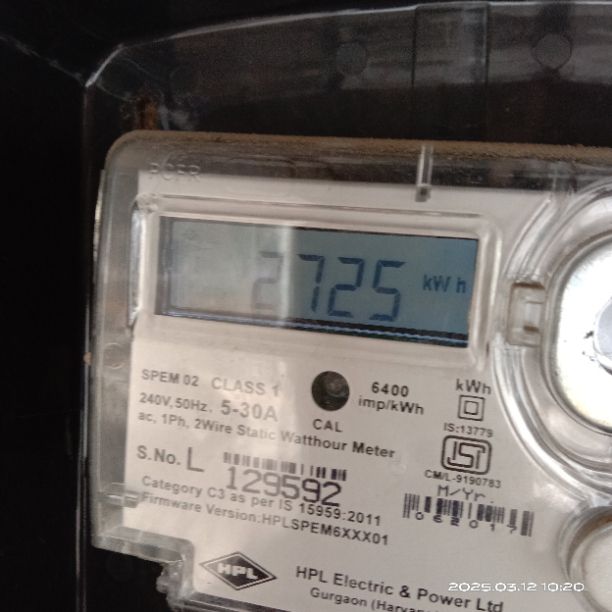 2725 kWh
SPEM 02 CLASS 1
240V, 50Hz. 5-30A
ac, 1Ph, 2Wire Static Watthour Meter
CAL
6400
imp/kWh
kWh
IS:13779
ISI
CM/L-9190783
S.No. L 129592
M/Yr.
062017
Category C3 as per IS 15959:2011
Firmware Version:HPLSPEM6XXX01
HPL
HPL Electric & Power Ltd
Gurgaon
2025.03.12 10:20